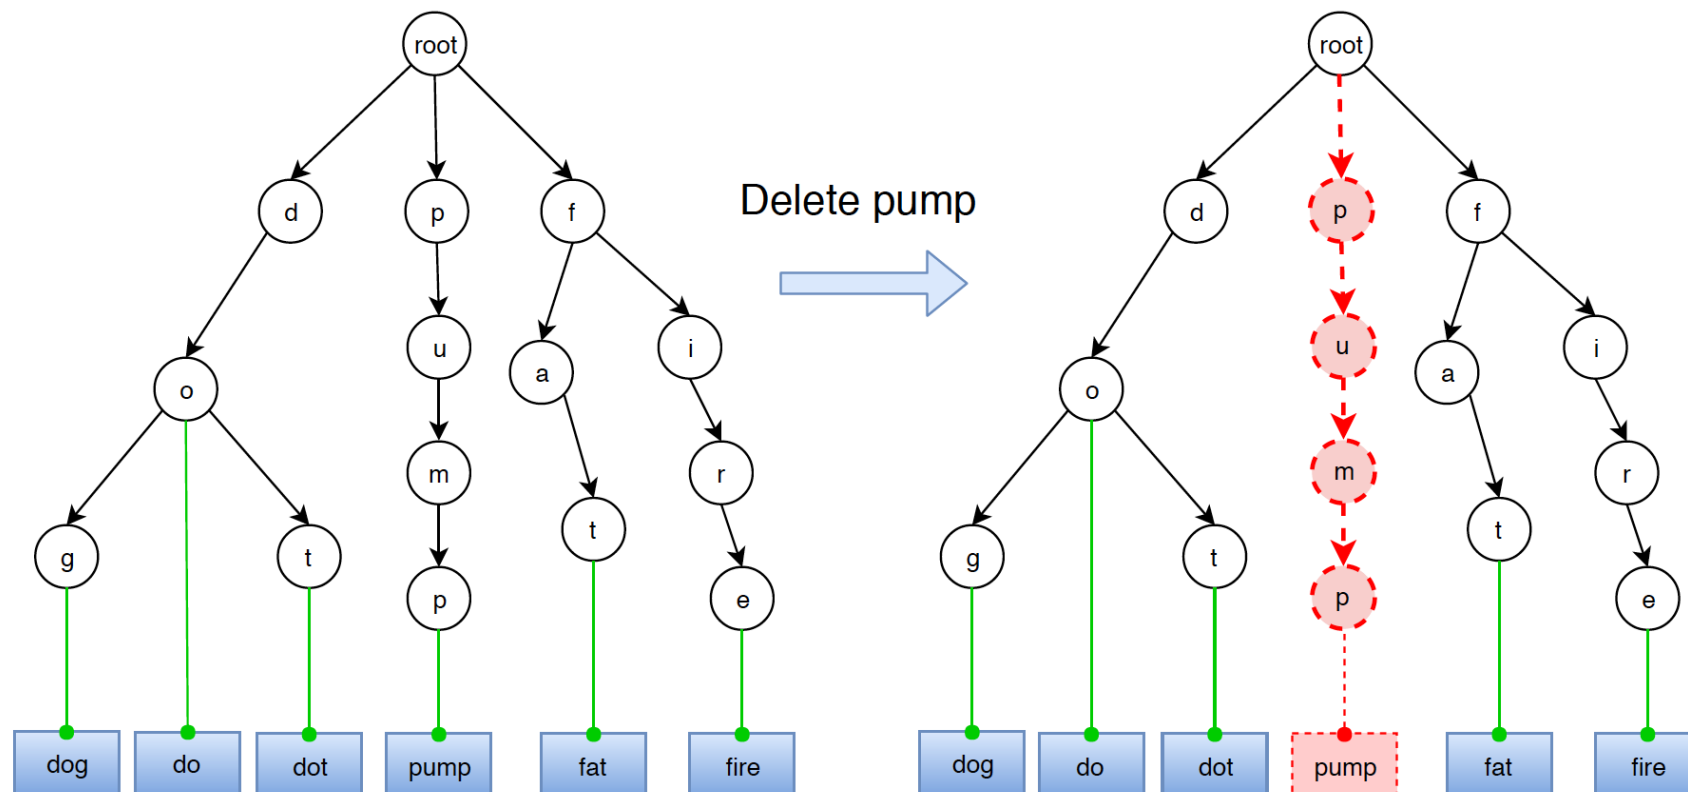 root
root
d
p
f
Delete pump
d
p
f
u
i
a
o
u
i
a
o
m
r
m
r
g
t
p
t
e
g
t
p
t
e
dog
do
dot
pump
fat
fire
dog
do
dot
pump
fat
fire